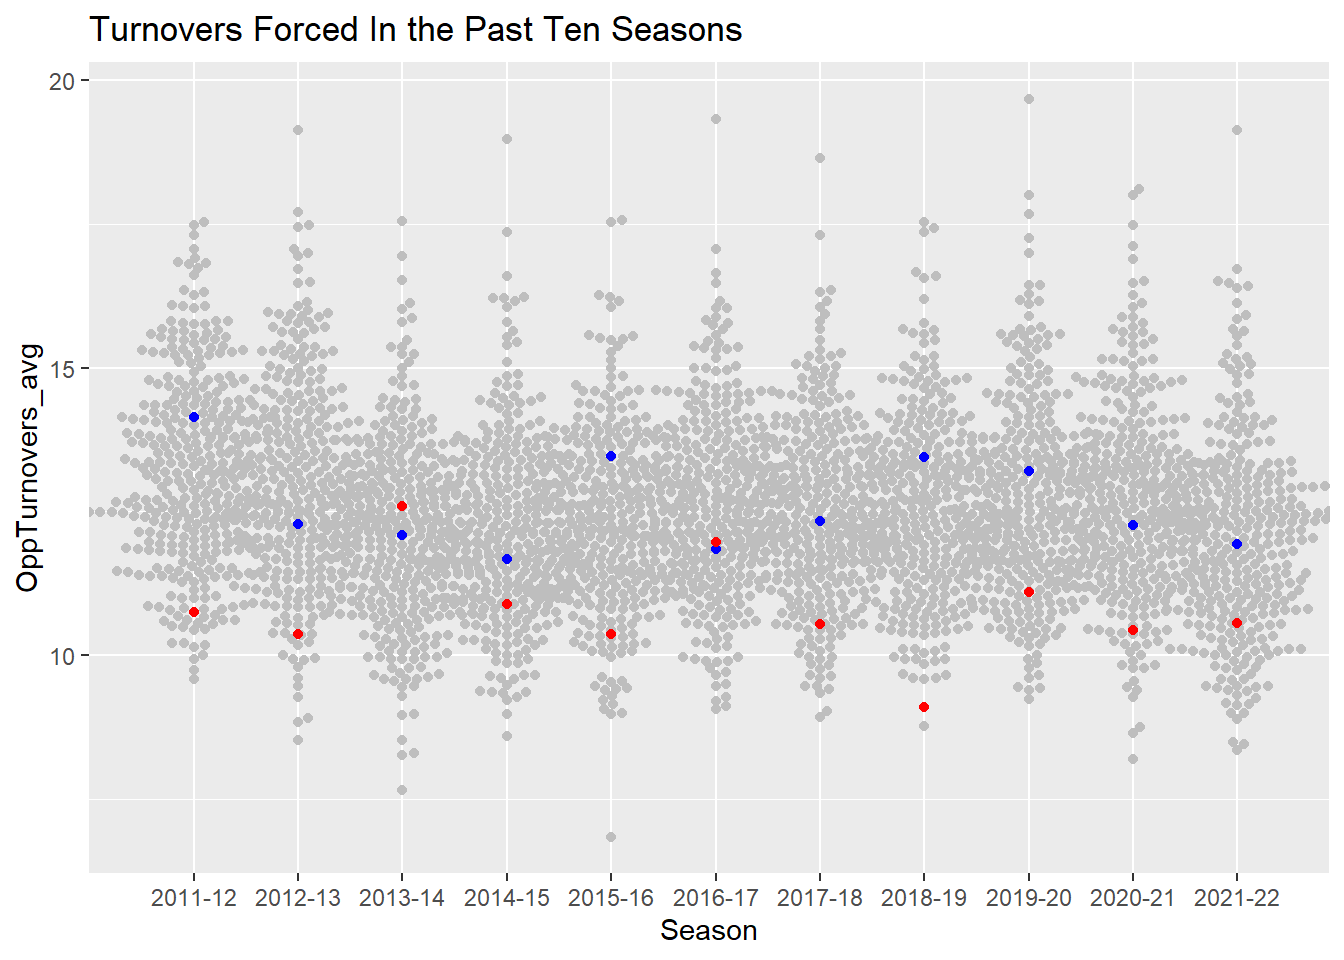 Turnovers Forced In the Past Ten Seasons
20
15
10
OppTurnovers_avg
2011-12 2012-13 2013-14 2014-15 2015-16 2016-17 2017-18 2018-19 2019-20 2020-21 2021-22
Season